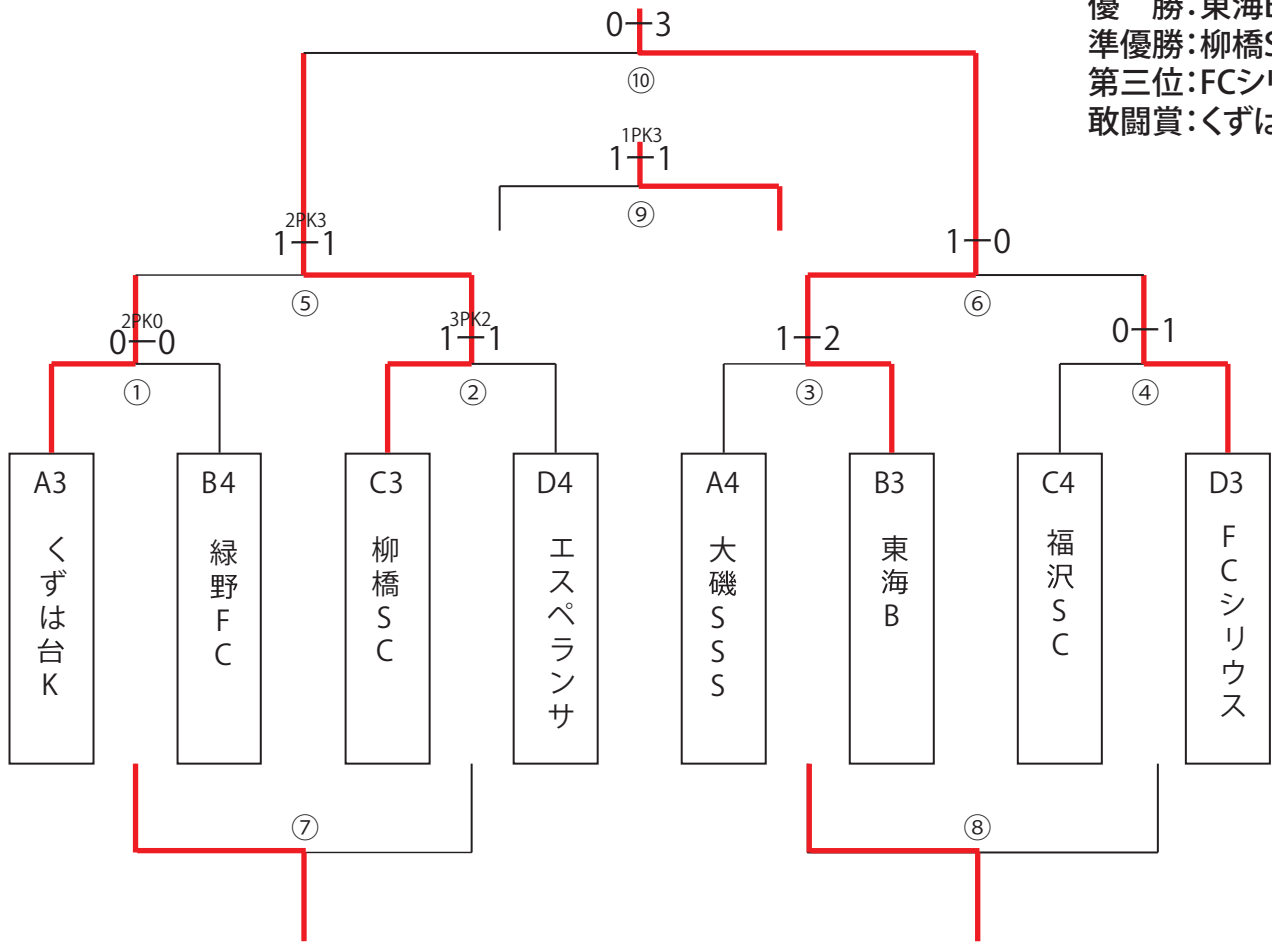 優　勝：東海B
準優勝：柳橋S
第三位：FCシリ
敢闘賞：くずは
0 3
⑩
1PK3
1 1
⑨
2PK3
1 1
⑤
1 0
⑥
2PK0
0 0
①
3PK2
1 1
②
1 2
③
0 1
④
A3
くずは台K
B4
緑野FC
C3
柳橋SC
D4
エスペランサ
A4
大磯SSS
B3
東海B
C4
福沢SC
D3
FCシリウス
⑦
⑧